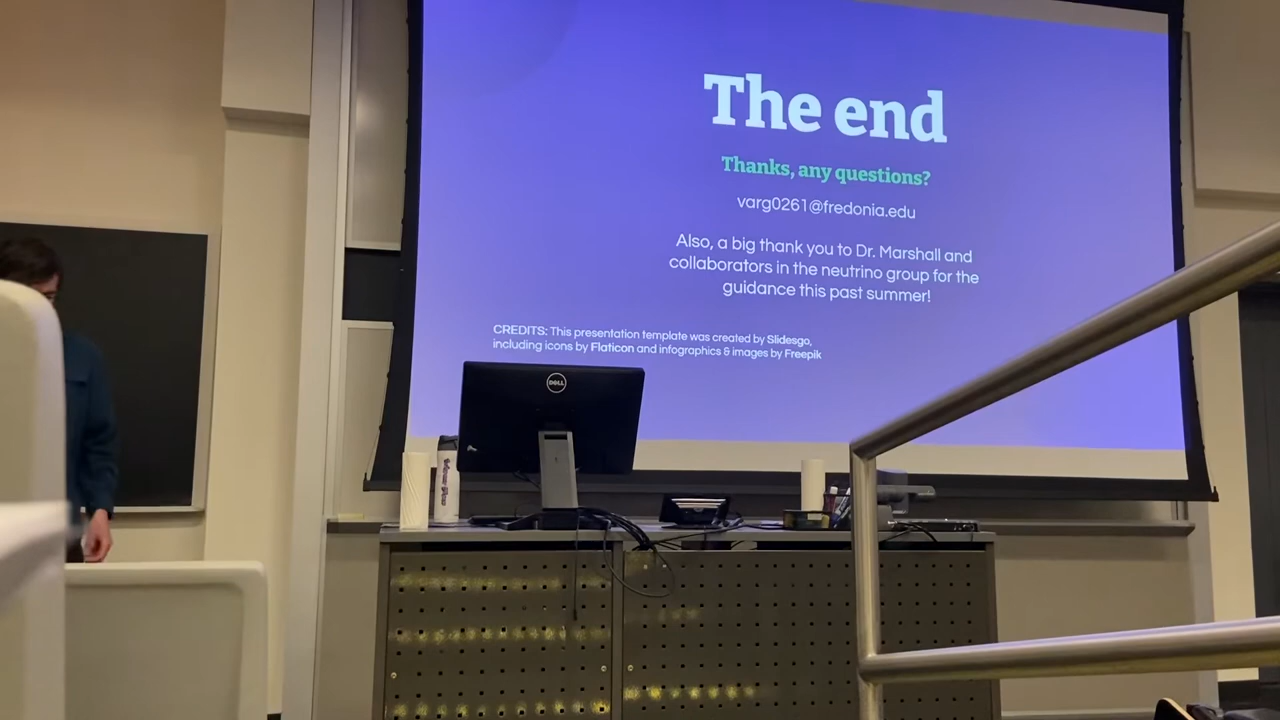 The end
Thanks, any questions?
varg0261@fredonia.edu
Also, a big thank you to Dr. Marshall and
collaborators in the neutrino group for the
guidance this past summer!
CREDITS: This presentation template was created by Slidesgo,
including icons by Flaticon and infographics & images by Freepik
DELL